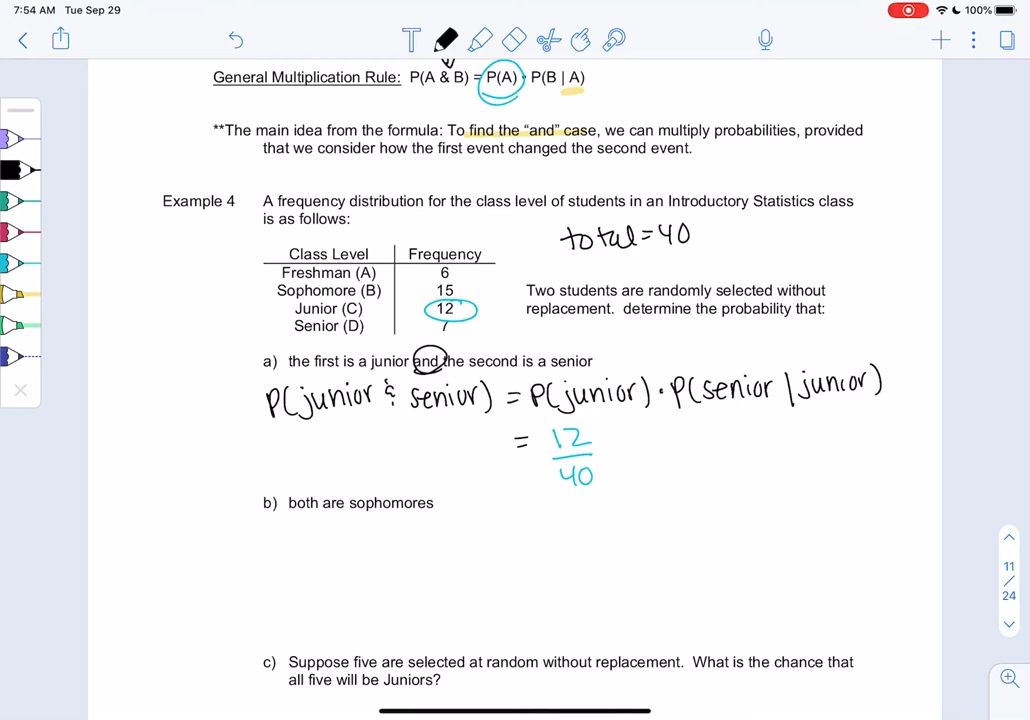 7:54 AM Tue Sep 29
100%
General Multiplication Rule: P(A & B) = P(A) · P(B | A)
**The main idea from the formula: To find the "and" case, we can multiply probabilities, provided
that we consider how the first event changed the second event.
Example 4 A frequency distribution for the class level of students in an Introductory Statistics class
is as follows:
total=40
Class Level Frequency
Freshman (A) 6
Sophomore (B) 15
Junior (C) 12
Senior (D) 7
Two students are randomly selected without
replacement. determine the probability that:
a) the first is a junior and the second is a senior
P(junior & senior) = P(junior) · P(senior | junior)
= 12/40
b) both are sophomores
c) Suppose five are selected at random without replacement. What is the chance that
all five will be Juniors?
11
/
24